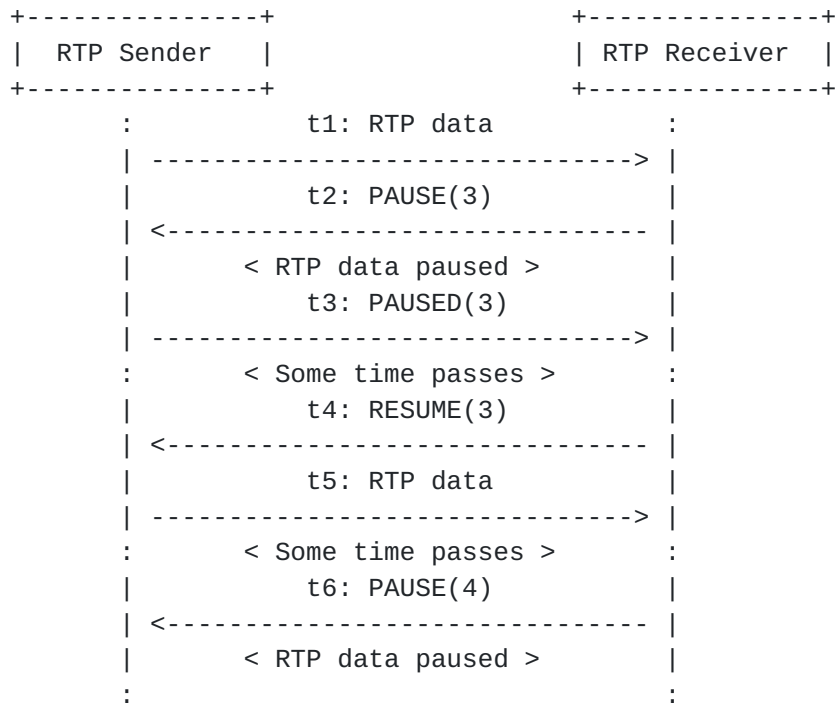 +---------------+                   +---------------+
|  RTP Sender   |                   | RTP Receiver  |
+---------------+                   +---------------+
       :           t1: RTP data           :
       | -------------------------------> |
       |           t2: PAUSE(3)           |
       | <------------------------------- |
       |       < RTP data paused >        |
       |           t3: PAUSED(3)          |
       | -------------------------------> |
       :       < Some time passes >       :
       |           t4: RESUME(3)          |
       | <------------------------------- |
       |           t5: RTP data           |
       | -------------------------------> |
       :       < Some time passes >       :
       |           t6: PAUSE(4)           |
       | <------------------------------- |
       |       < RTP data paused >        |
       :                                  :